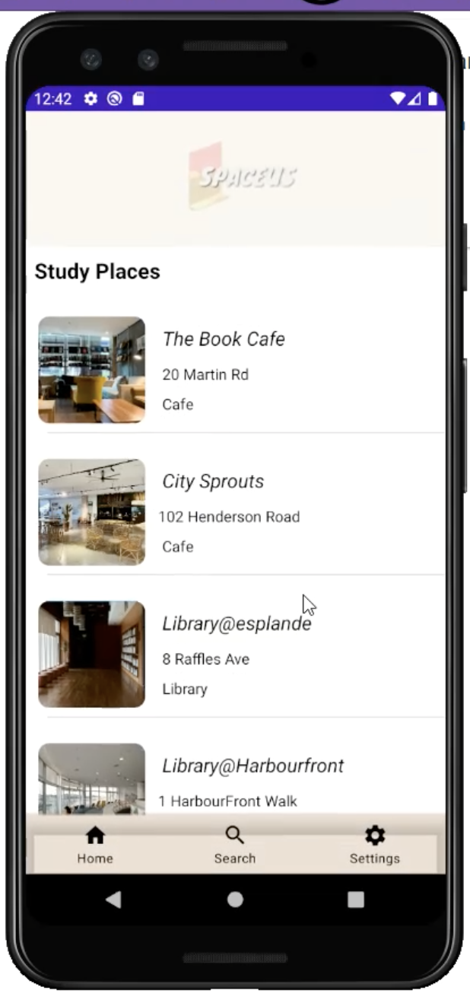 12:42
SPACEUS
Study Places
The Book Cafe
20 Martin Rd
Cafe
City Sprouts
102 Henderson Road
Cafe
Library@esplande
8 Raffles Ave
Library
Library@Harbourfront
1 HarbourFront Walk
Home
Search
Settings